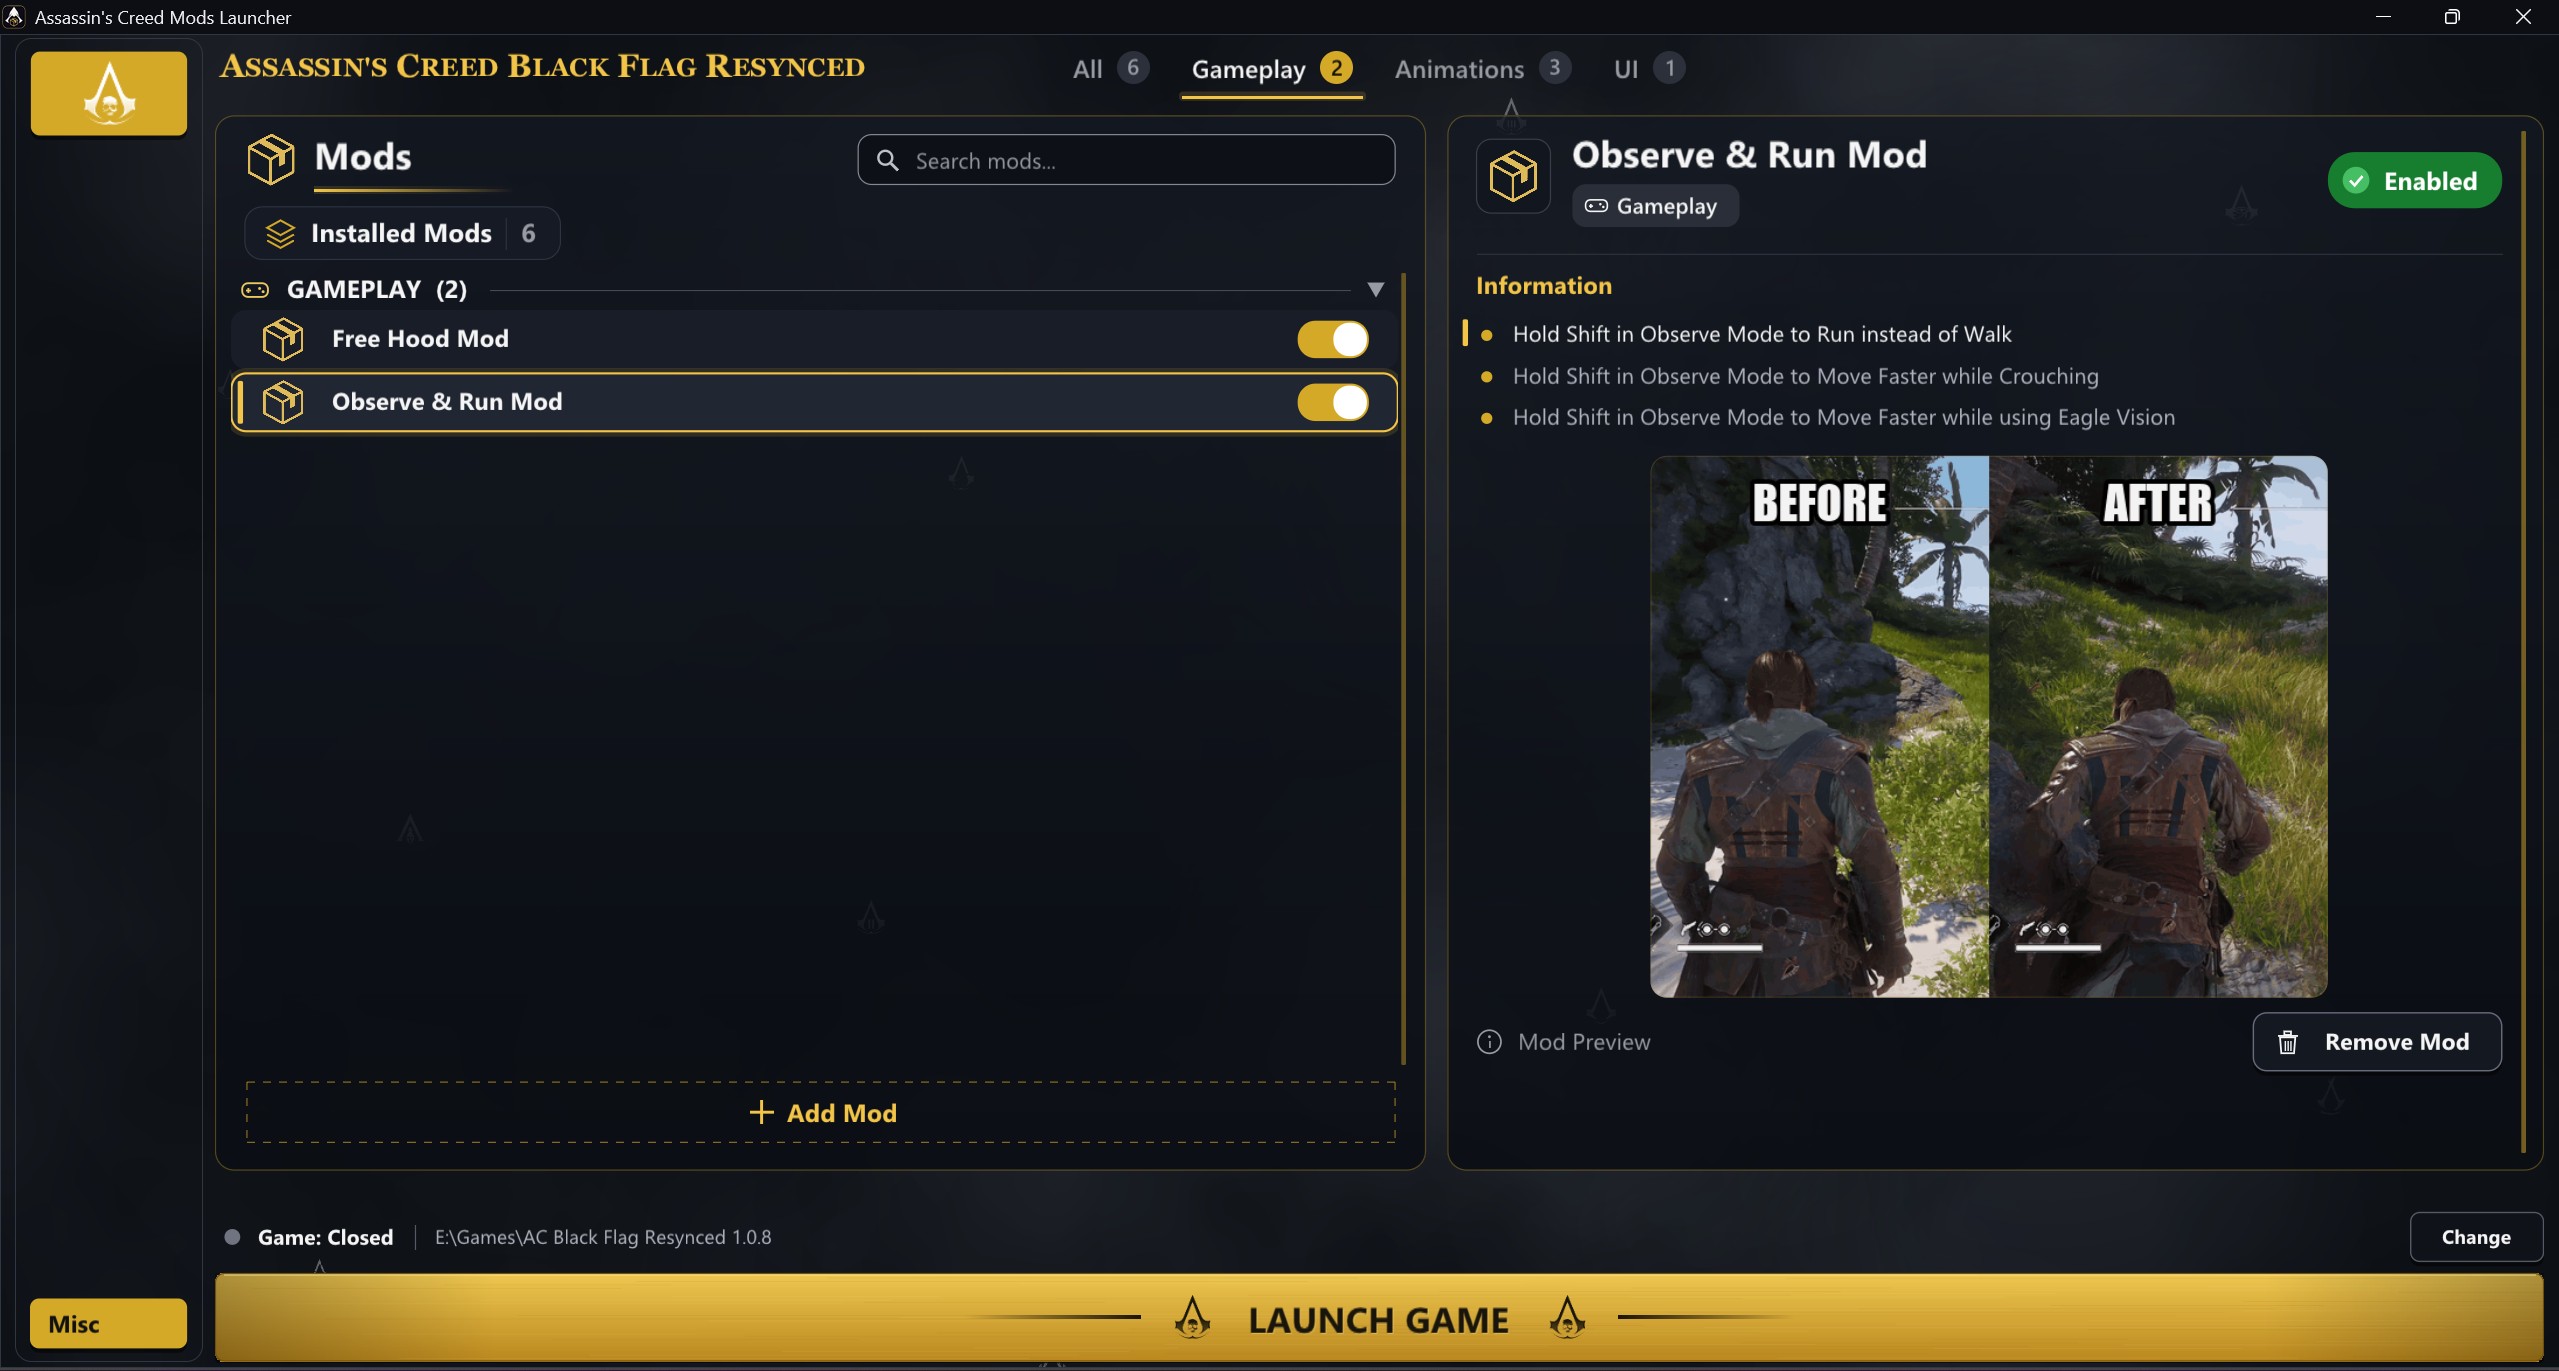 Assassin's Creed Mods Launcher
ASSASSIN'S CREED BLACK FLAG RESYNCED
All 6
Gameplay 2
Animations 3
UI 1
Mods
Search mods...
Installed Mods 6
GAMEPLAY (2)
Free Hood Mod
Observe & Run Mod
Add Mod
Observe & Run Mod
Gameplay
Enabled
Information
Hold Shift in Observe Mode to Run instead of Walk
Hold Shift in Observe Mode to Move Faster while Crouching
Hold Shift in Observe Mode to Move Faster while using Eagle Vision
BEFORE
AFTER
Mod Preview
Remove Mod
Game: Closed
E:\Games\AC Black Flag Resynced 1.0.8
Change
Misc
LAUNCH GAME